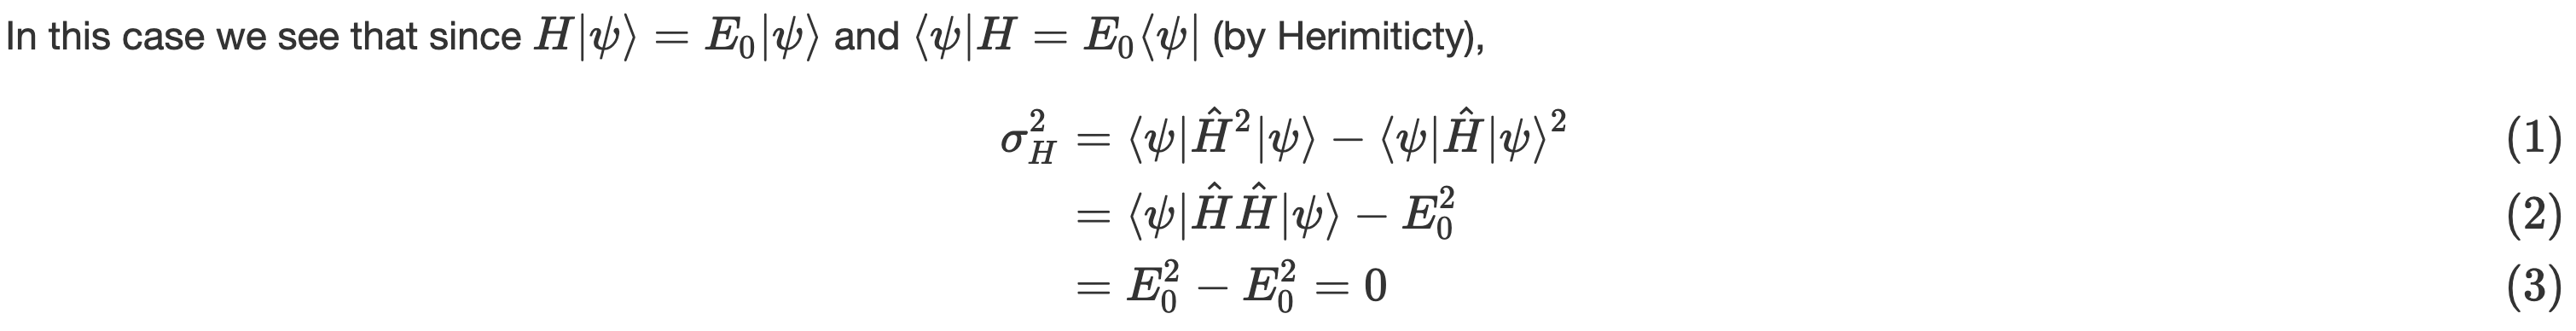 In this case we see that since H|ψ⟩ = E₀|ψ⟩ and ⟨ψ|H = E₀⟨ψ| (by Herimiticty),
σ²_H = ⟨ψ|Ĥ²|ψ⟩ − ⟨ψ|Ĥ|ψ⟩² (1)
= ⟨ψ|ĤĤ|ψ⟩ − E₀² (2)
= E₀² − E₀² = 0 (3)